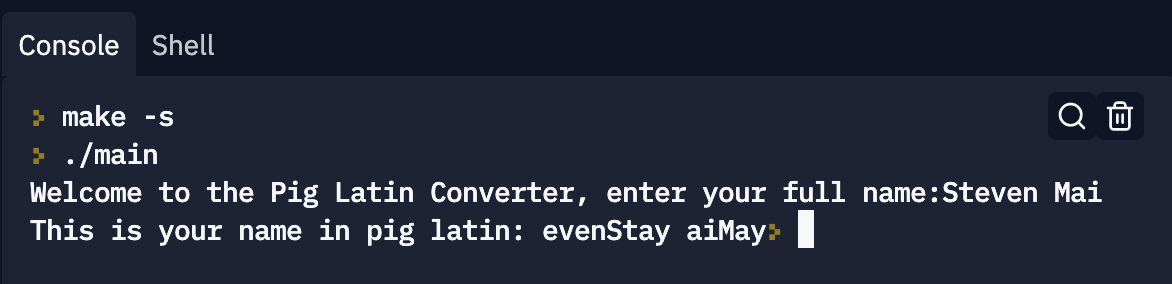 Console Shell
make -s
./main
Welcome to the Pig Latin Converter, enter your full name:Steven Mai
This is your name in pig latin: evenStay aiMay